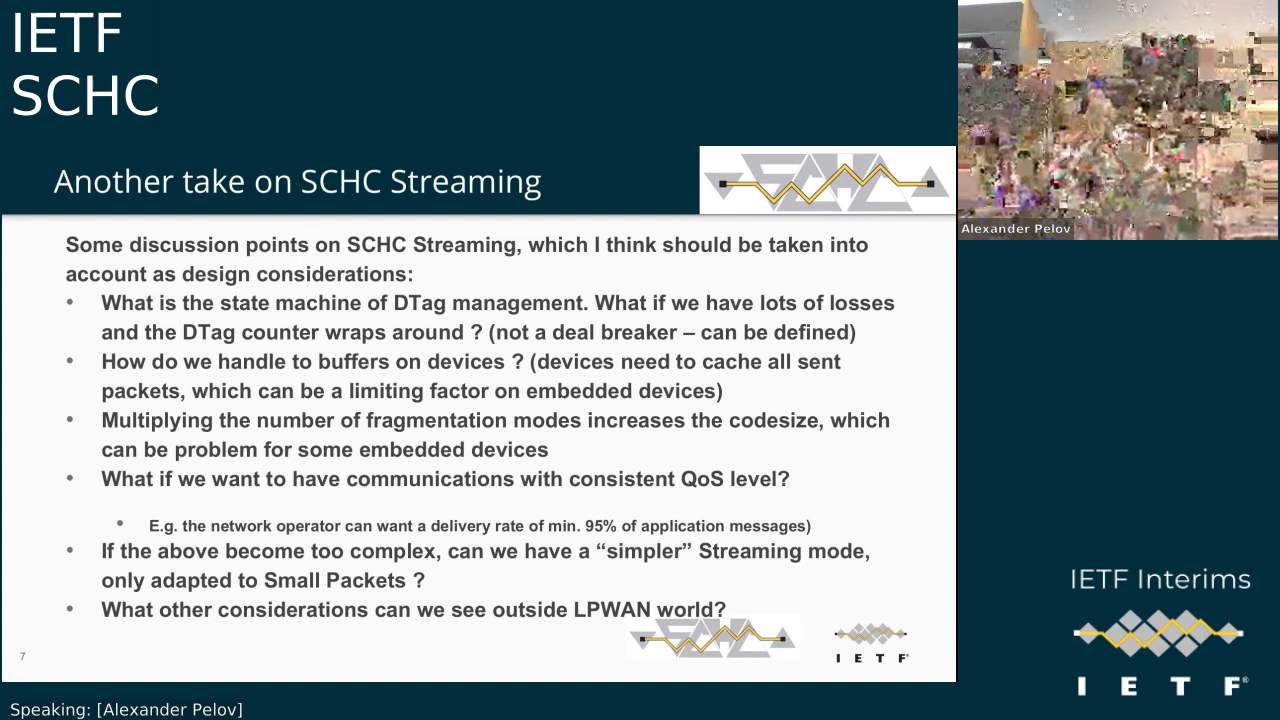 IETF
SCHC
Another take on SCHC Streaming
SCHC
Alexander Pelov
Some discussion points on SCHC Streaming, which I think should be taken into
account as design considerations:
• What is the state machine of DTag management. What if we have lots of losses
and the DTag counter wraps around ? (not a deal breaker – can be defined)
• How do we handle to buffers on devices ? (devices need to cache all sent
packets, which can be a limiting factor on embedded devices)
• Multiplying the number of fragmentation modes increases the codesize, which
can be problem for some embedded devices
• What if we want to have communications with consistent QoS level?
• E.g. the network operator can want a delivery rate of min. 95% of application messages)
• If the above become too complex, can we have a “simpler” Streaming mode,
only adapted to Small Packets ?
• What other considerations can we see outside LPWAN world?
SCHC
I E T F®
7
IETF Interims
I E T F®
Speaking: [Alexander Pelov]